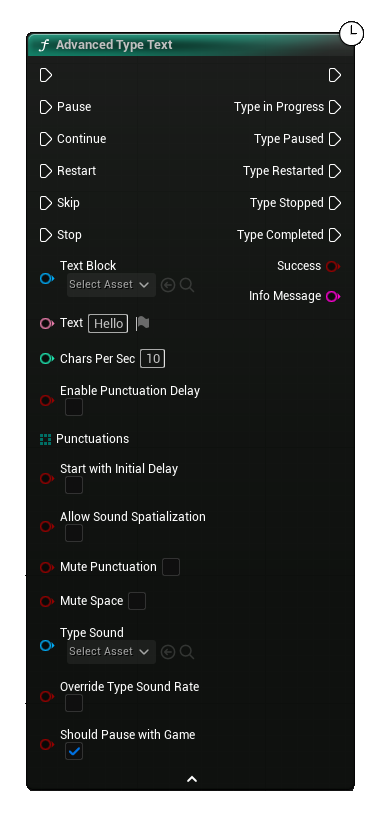 f Advanced Type Text
Pause Type in Progress
Continue Type Paused
Restart Type Restarted
Skip Type Stopped
Stop Type Completed
Text Block Success
Select Asset
Info Message
Text Hello
Chars Per Sec 10
Enable Punctuation Delay
Punctuations
Start with Initial Delay
Allow Sound Spatialization
Mute Punctuation
Mute Space
Type Sound
Select Asset
Override Type Sound Rate
Should Pause with Game